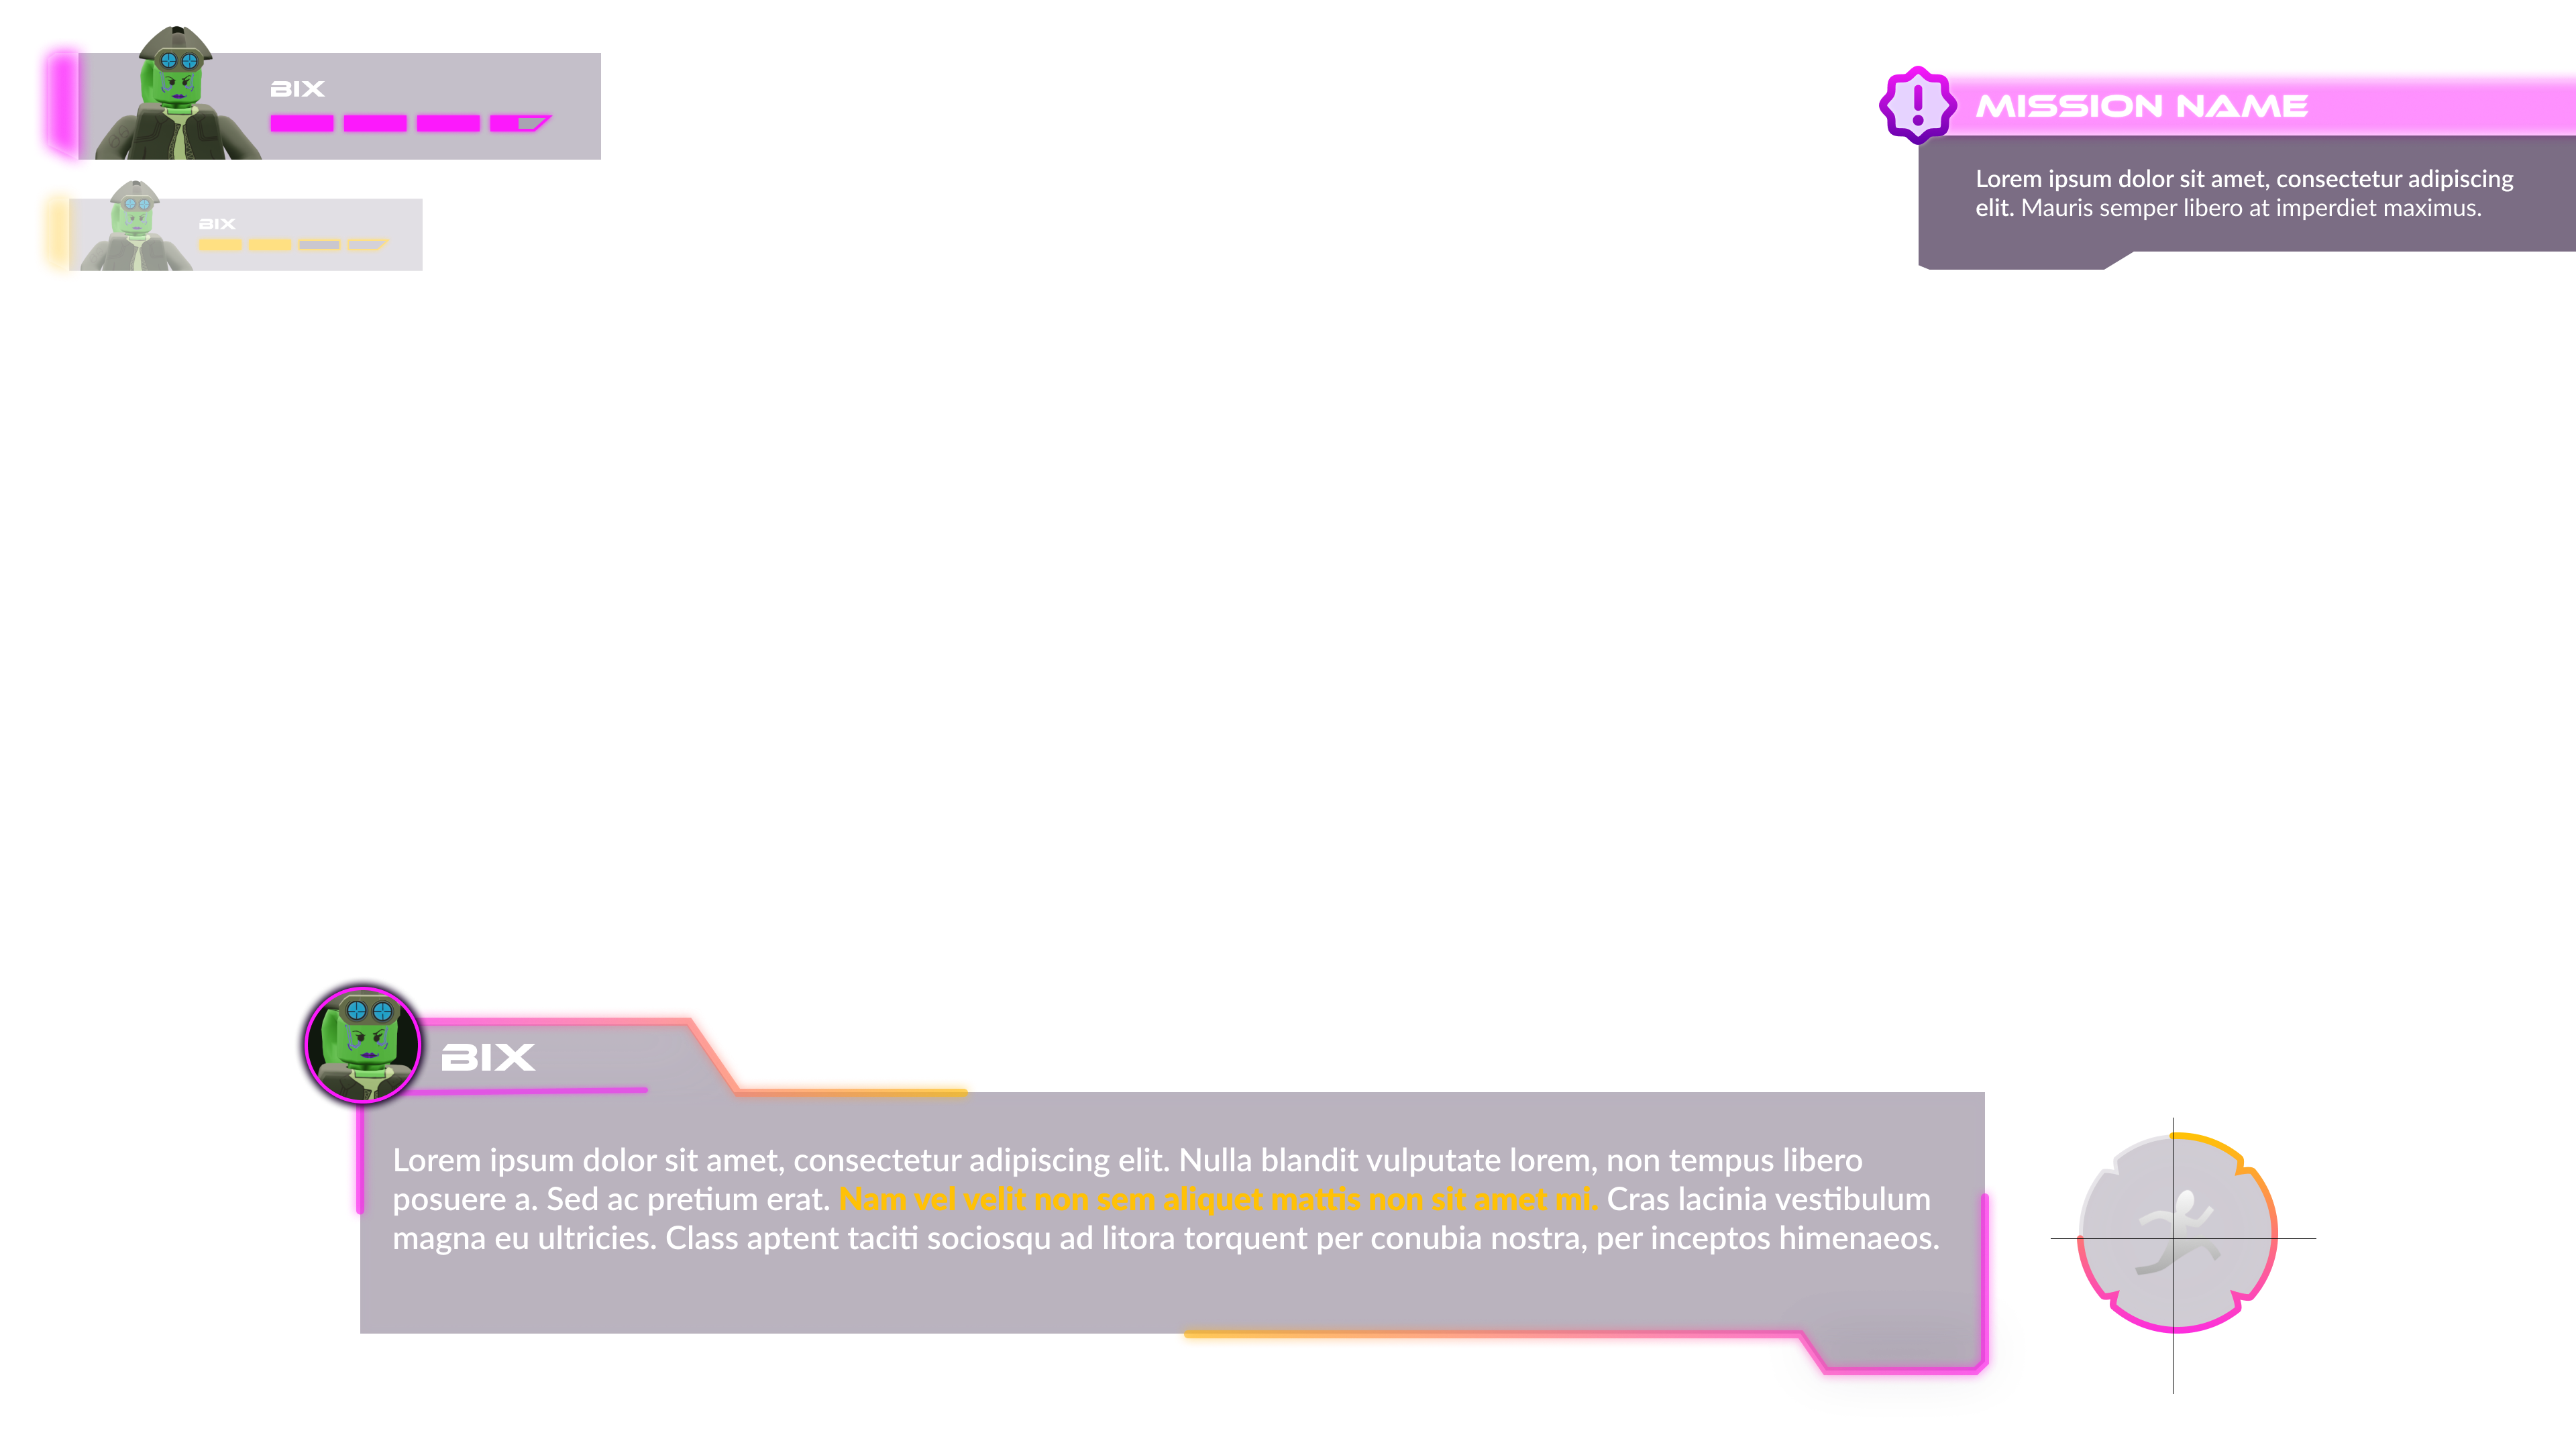 BIX
BIX
MISSION NAME
Lorem ipsum dolor sit amet, consectetur adipiscing
elit. Mauris semper libero at imperdiet maximus.
BIX
Lorem ipsum dolor sit amet, consectetur adipiscing elit. Nulla blandit vulputate lorem, non tempus libero
posuere a. Sed ac pretium erat. Nam vel velit non sem aliquet mattis non sit amet mi. Cras lacinia vestibulum
magna eu ultricies. Class aptent taciti sociosqu ad litora torquent per conubia nostra, per inceptos himenaeos.